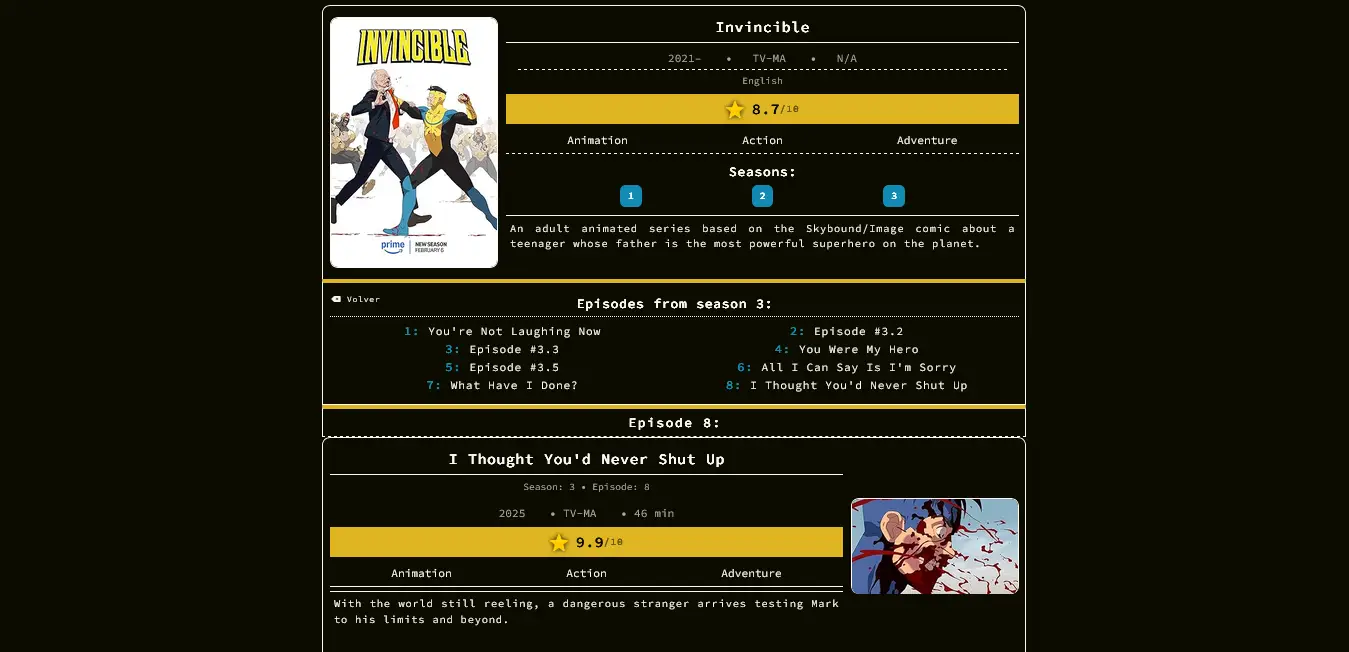 INVINCIBLE
prime
NEW SEASON
FEBRUARY 6
Invincible
2021– • TV-MA • N/A
English
8.7/10
Animation Action Adventure
Seasons:
1 2 3
An adult animated series based on the Skybound/Image comic about a
teenager whose father is the most powerful superhero on the planet.
Volver
Episodes from season 3:
1: You're Not Laughing Now 2: Episode #3.2
3: Episode #3.3 4: You Were My Hero
5: Episode #3.5 6: All I Can Say Is I'm Sorry
7: What Have I Done? 8: I Thought You'd Never Shut Up
Episode 8:
I Thought You'd Never Shut Up
Season: 3 • Episode: 8
2025 • TV-MA • 46 min
9.9/10
Animation Action Adventure
With the world still reeling, a dangerous stranger arrives testing Mark
to his limits and beyond.